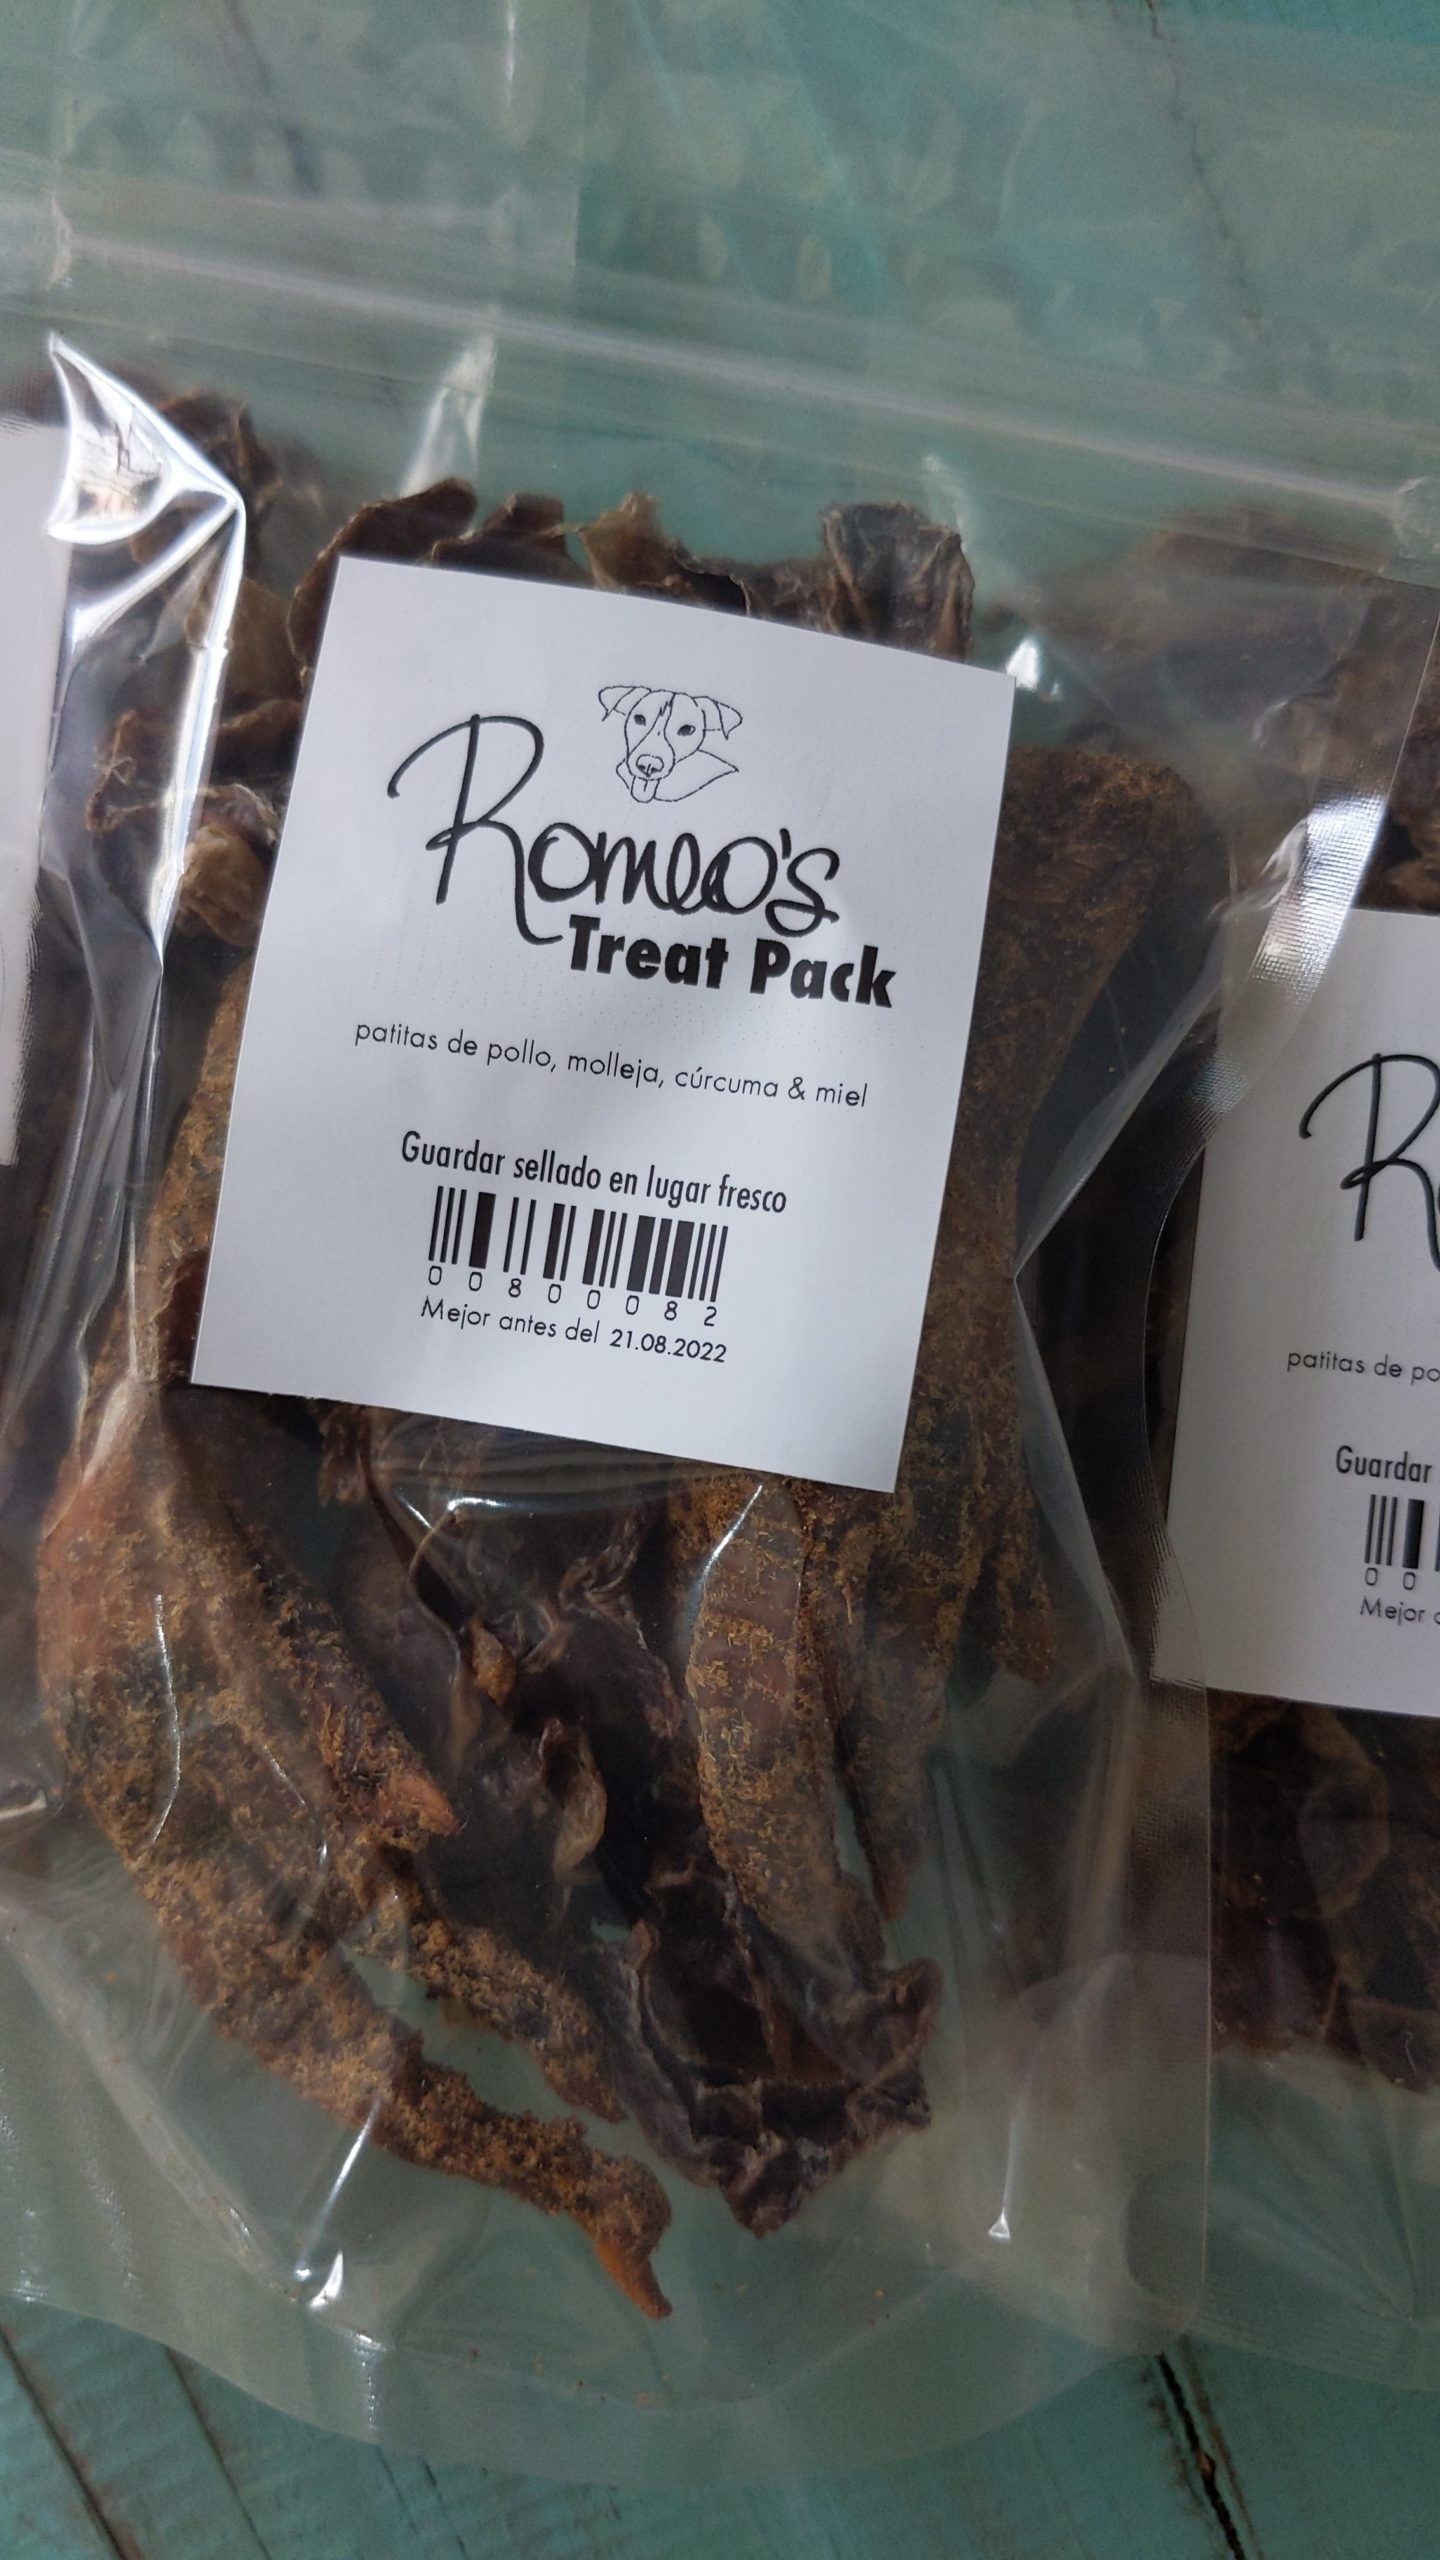 Romeo's
Treat Pack
patitas de pollo, molleja, cúrcuma & miel
Guardar sellado en lugar fresco
00800082
Mejor antes del 21.08.2022
R
patitas de po
Guardar
00
Mejor